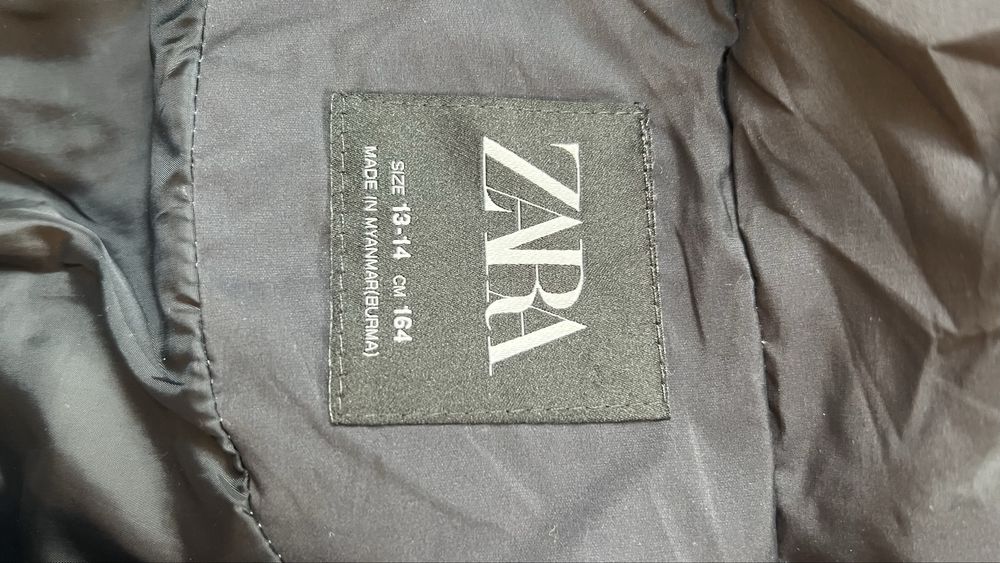 ZARA
SIZE 13-14 CM 164
MADE IN MYANMAR(BURMA)